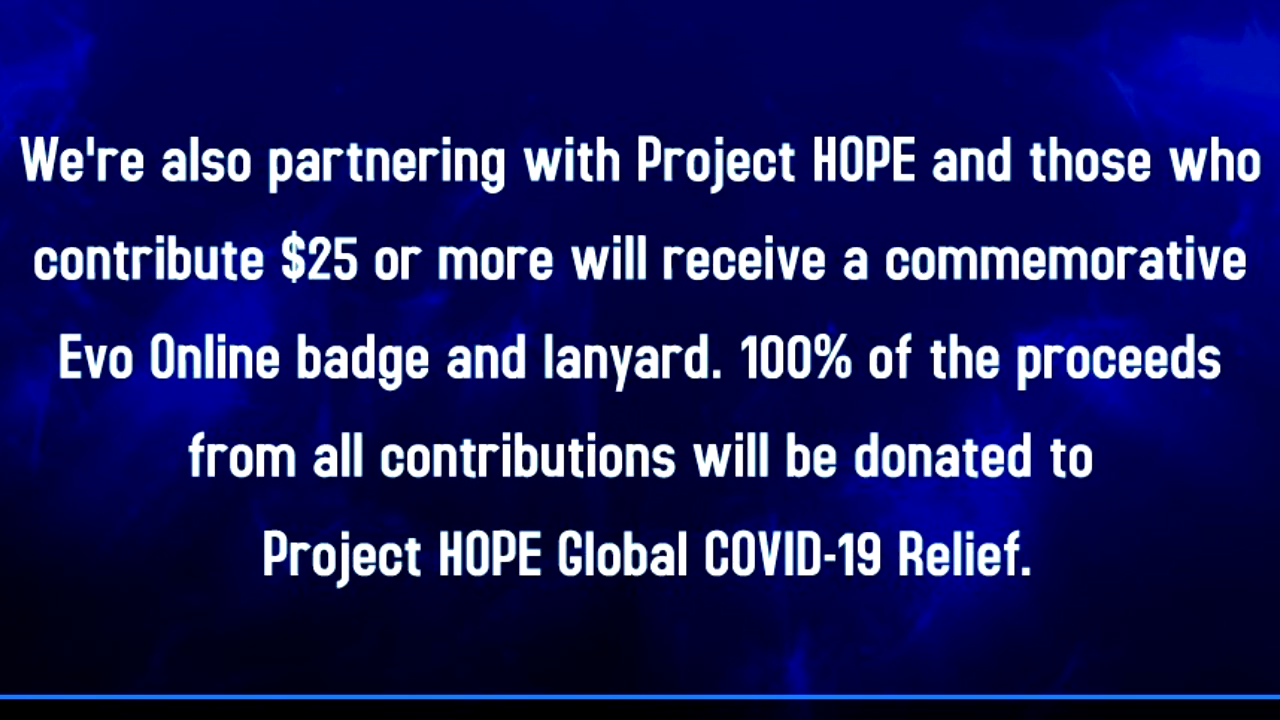 We're also partnering with Project HOPE and those who
contribute $25 or more will receive a commemorative
Evo Online badge and lanyard. 100% of the proceeds
from all contributions will be donated to
Project HOPE Global COVID-19 Relief.